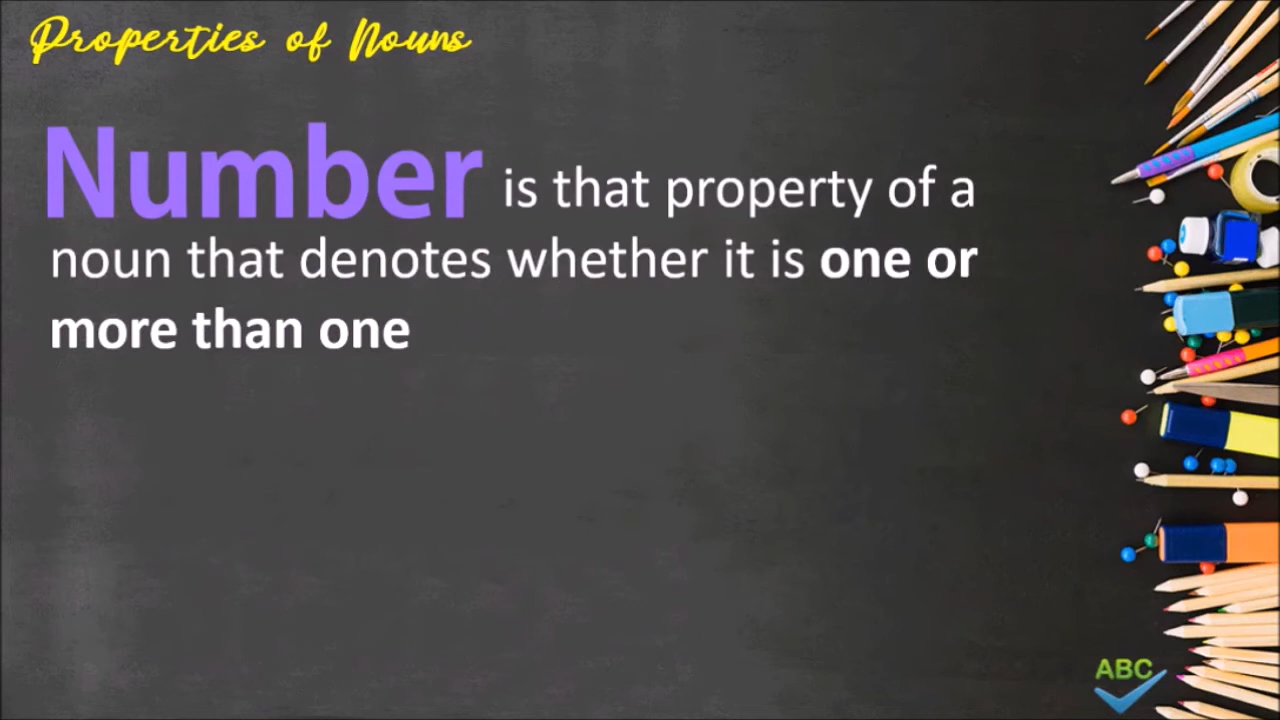 Properties of Nouns
Number is that property of a
noun that denotes whether it is one or
more than one
ABC